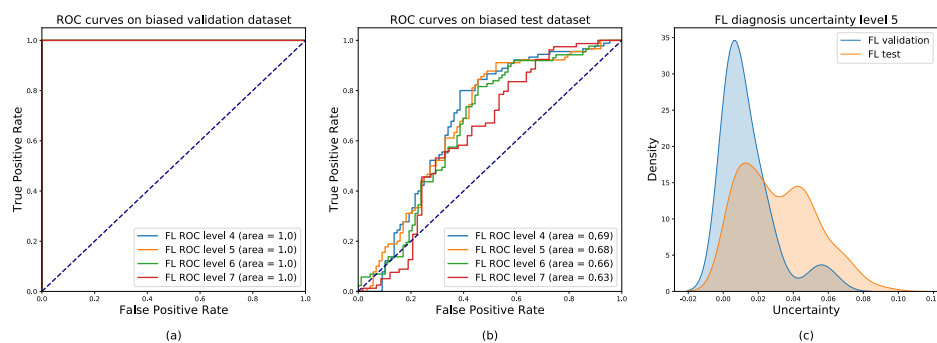 ROC curves on biased validation dataset
True Positive Rate
1.0
0.8
0.6
0.4
0.2
0.0
0.0 0.2 0.4 0.6 0.8 1.0
False Positive Rate
FL ROC level 4 (area = 1.0)
FL ROC level 5 (area = 1.0)
FL ROC level 6 (area = 1.0)
FL ROC level 7 (area = 1.0)
(a)
ROC curves on biased test dataset
True Positive Rate
1.0
0.8
0.6
0.4
0.2
0.0
0.0 0.2 0.4 0.6 0.8 1.0
False Positive Rate
FL ROC level 4 (area = 0,69)
FL ROC level 5 (area = 0.68)
FL ROC level 6 (area = 0.66)
FL ROC level 7 (area = 0.63)
(b)
FL diagnosis uncertainty level 5
FL validation
FL test
Density
35
30
25
20
15
10
5
0
−0.02 0.00 0.02 0.04 0.06 0.08 0.10 0.12
Uncertainty
(c)